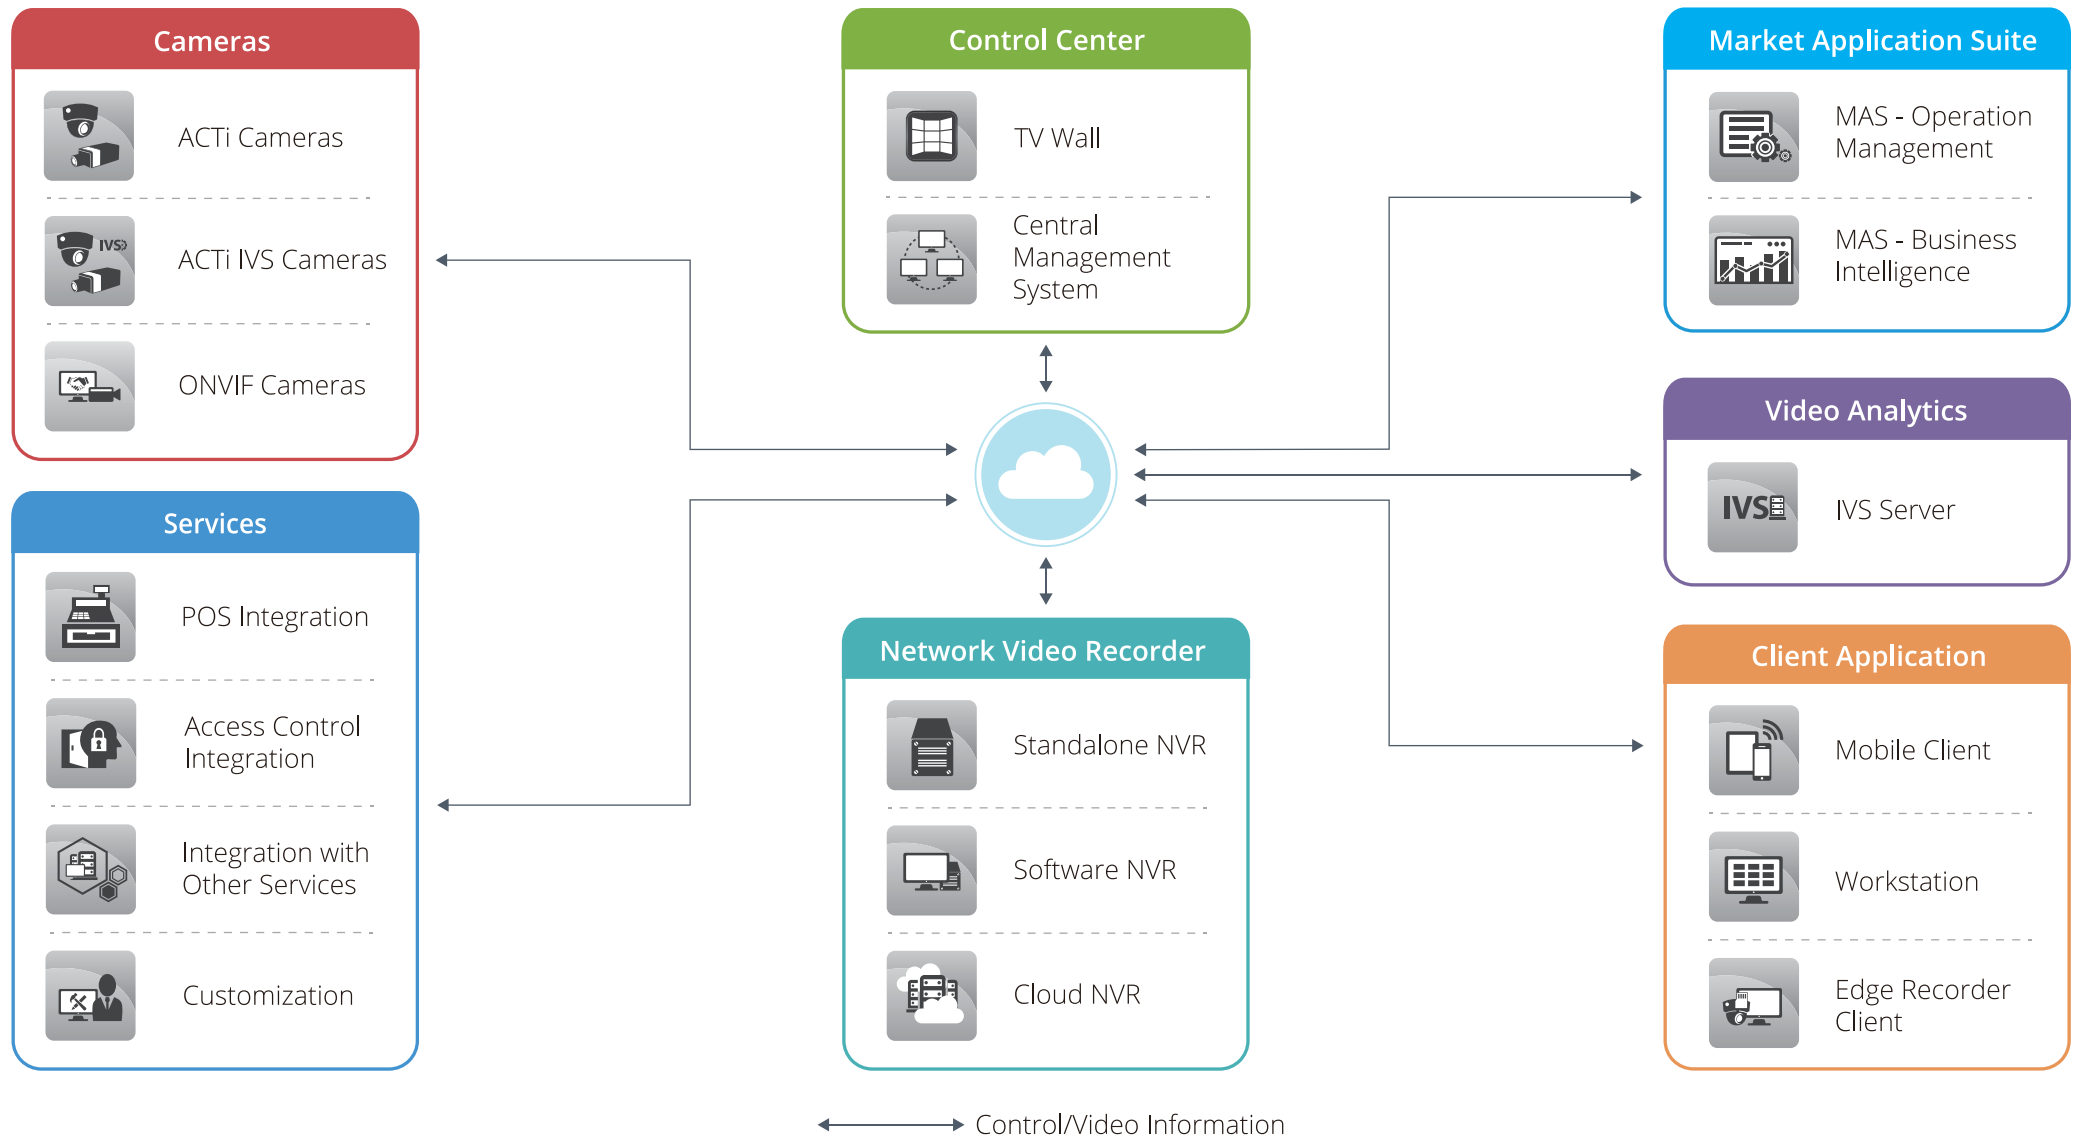 Cameras
ACTi Cameras
IVS
ACTi IVS Cameras
ONVIF Cameras
Services
POS Integration
Access Control
Integration
Integration with
Other Services
Customization
Control Center
TV Wall
Central
Management
System
Network Video Recorder
Standalone NVR
Software NVR
Cloud NVR
Market Application Suite
MAS - Operation
Management
MAS - Business
Intelligence
Video Analytics
IVS
IVS Server
Client Application
Mobile Client
Workstation
Edge Recorder
Client
Control/Video Information